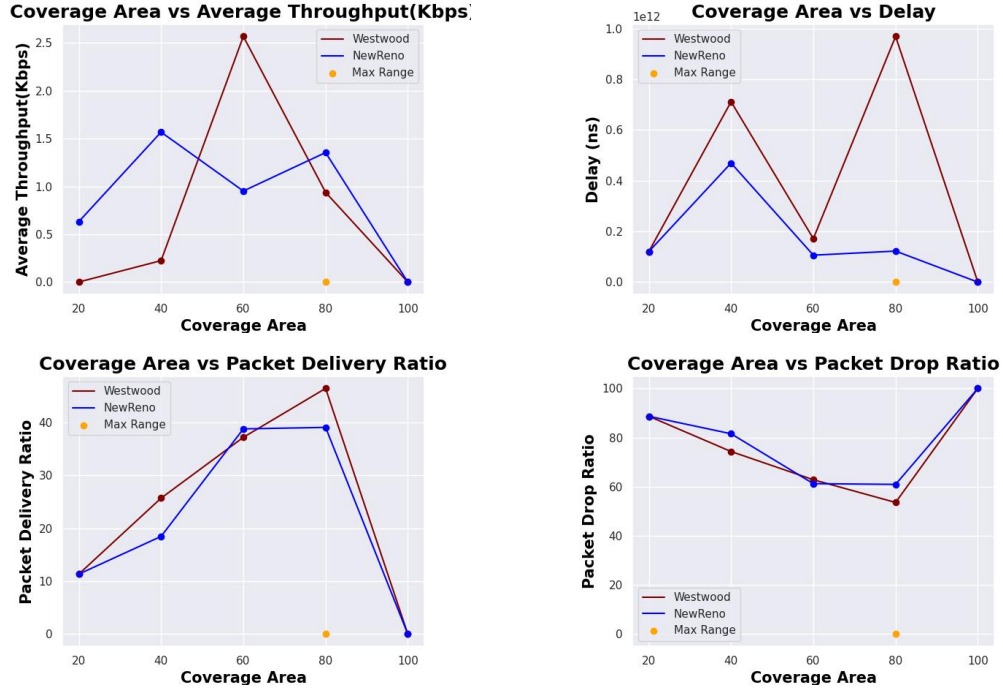 Coverage Area vs Average Throughput(Kbps)
Average Throughput(Kbps)
2.5
2.0
1.5
1.0
0.5
0.0
Westwood
NewReno
Max Range
20 40 60 80 100
Coverage Area
Coverage Area vs Delay
1e12
Delay (ns)
1.0
0.8
0.6
0.4
0.2
0.0
Westwood
NewReno
Max Range
20 40 60 80 100
Coverage Area
Coverage Area vs Packet Delivery Ratio
Packet Delivery Ratio
40
30
20
10
0
Westwood
NewReno
Max Range
20 40 60 80 100
Coverage Area
Coverage Area vs Packet Drop Ratio
Packet Drop Ratio
100
80
60
40
20
0
Westwood
NewReno
Max Range
20 40 60 80 100
Coverage Area